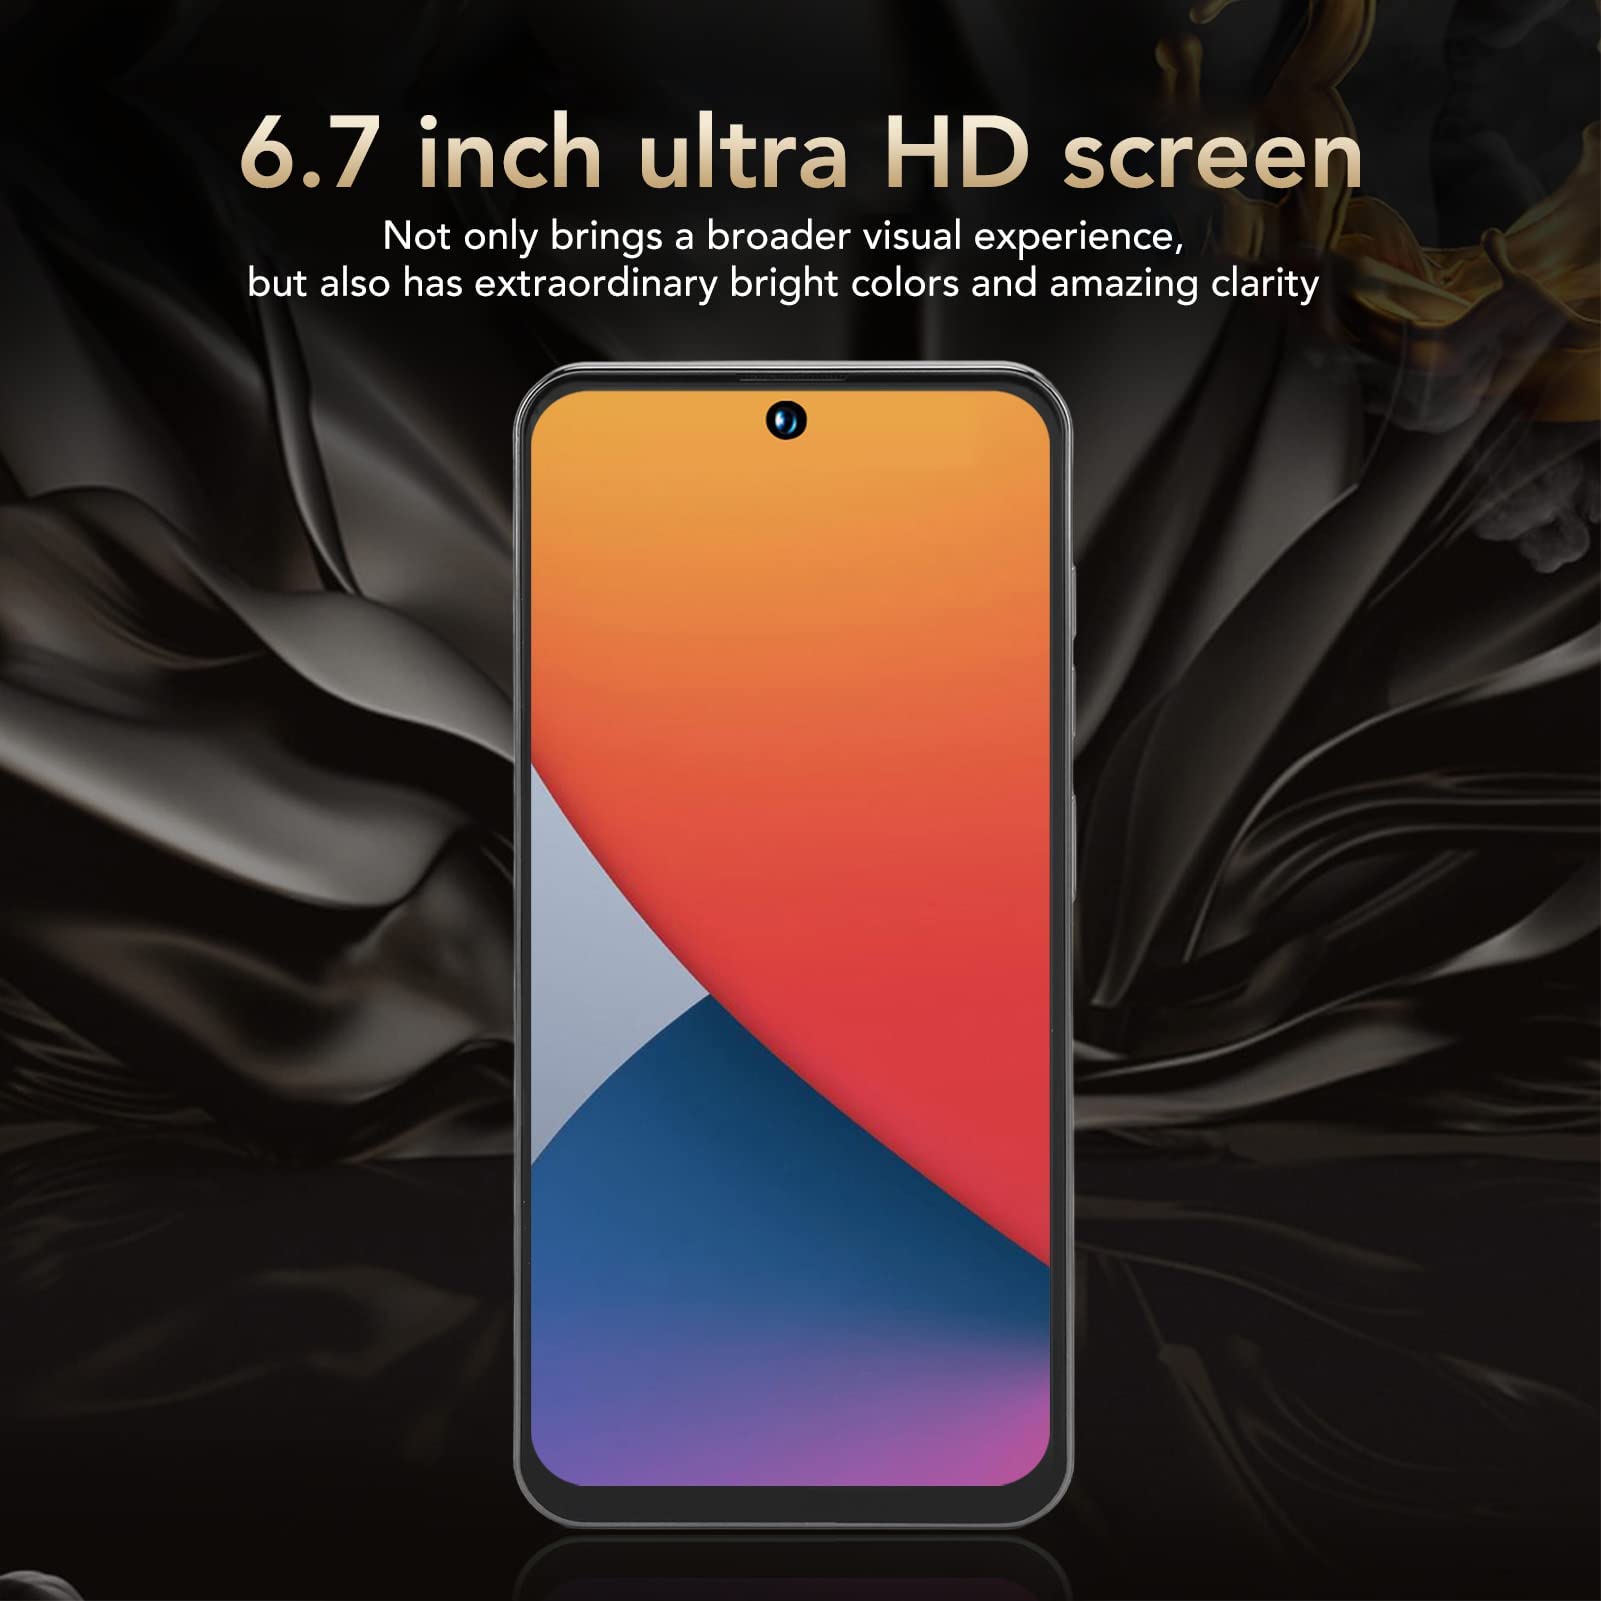 6.7 inch ultra HD screen
Not only brings a broader visual experience,
but also has extraordinary bright colors and amazing clarity